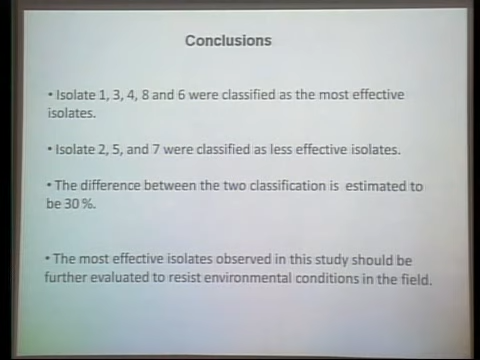 Conclusions
• Isolate 1, 3, 4, 8 and 6 were classified as the most effective
isolates.
• Isolate 2, 5, and 7 were classified as less effective isolates.
• The difference between the two classification is estimated to
be 30 %.
• The most effective isolates observed in this study should be
further evaluated to resist environmental conditions in the field.